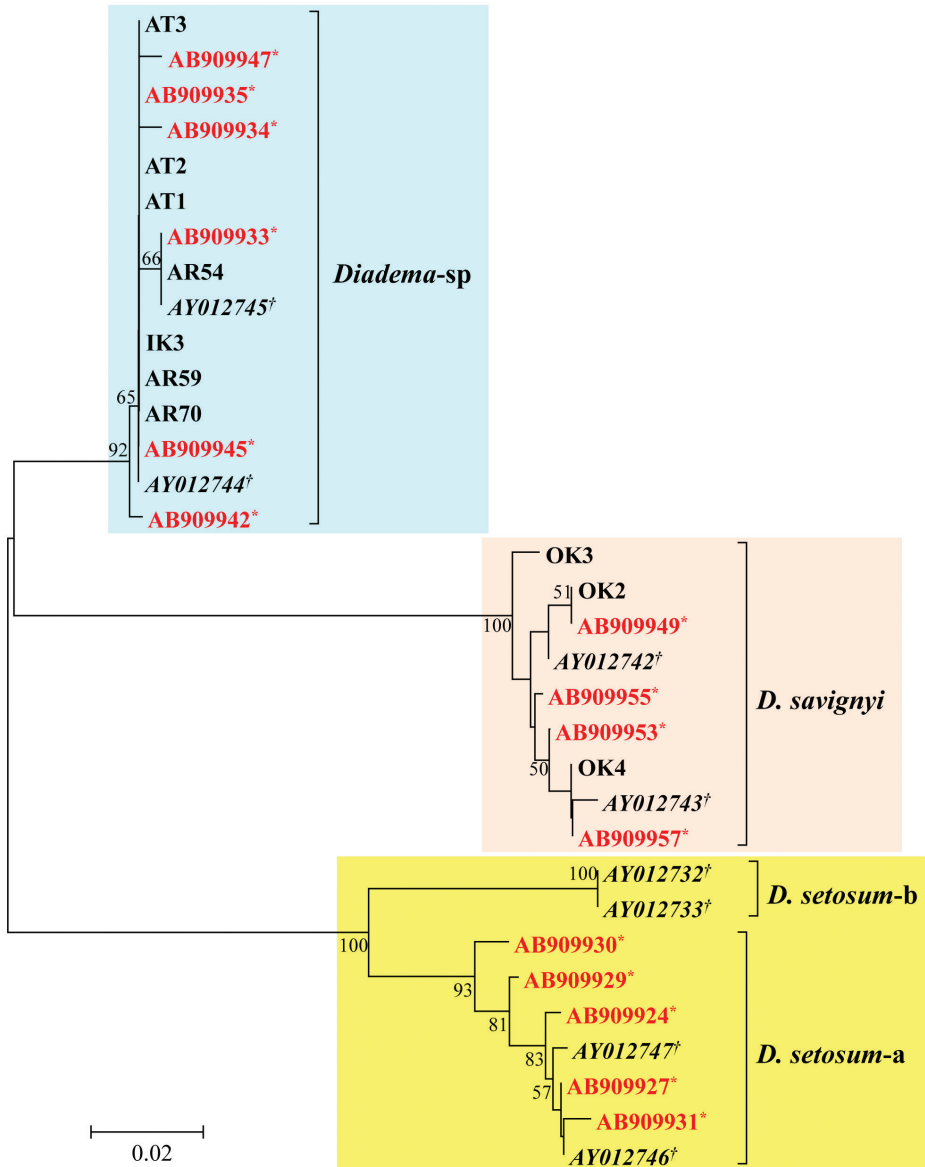 AT3
AB909947*
AB909935*
AB909934*
AT2
AT1
AB909933*
66
AR54
Diadema-sp
AY012745†
IK3
AR59
65
AR70
92
AB909945*
AY012744†
AB909942*
OK3
51
OK2
100
AB909949*
AY012742†
AB909955*
D. savignyi
AB909953*
50
OK4
AY012743†
AB909957*
100
AY012732†
D. setosum-b
AY012733†
100
AB909930*
93
AB909929*
81
AB909924*
83
AY012747†
D. setosum-a
57
AB909927*
AB909931*
AY012746†
0.02